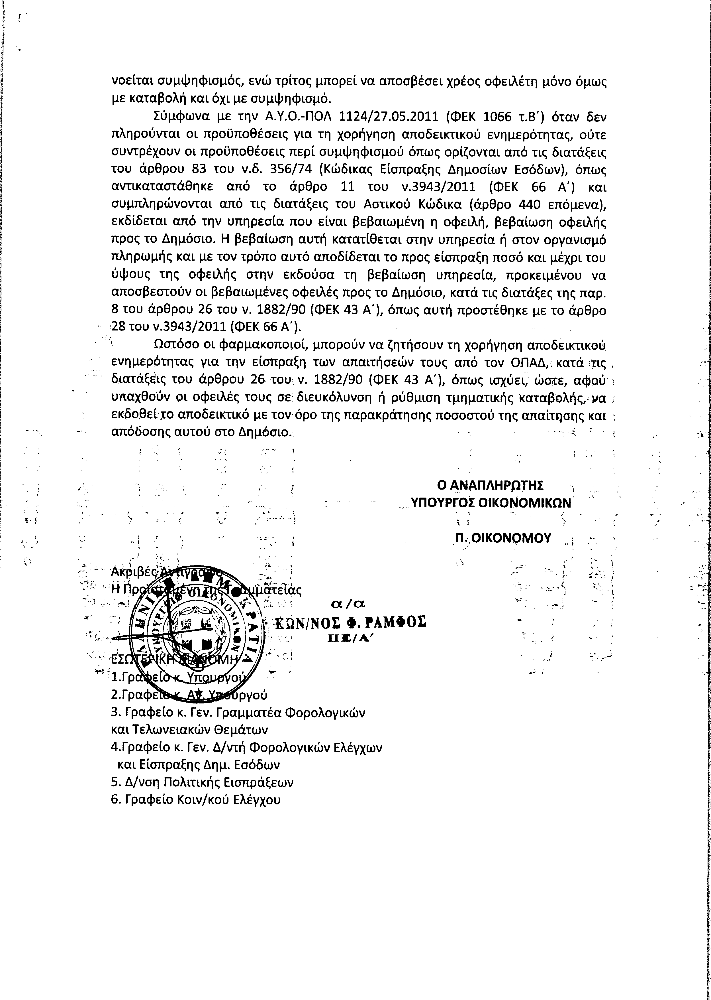 νοείται συμψηφισμός, ενώ τρίτος μπορεί να αποσβέσει χρέος οφειλέτη μόνο όμως
με καταβολή και όχι με συμψηφισμό.
Σύμφωνα με την Α.Υ.Ο.-ΠΟΛ 1124/27.05.2011 (ΦΕΚ 1066 τ.Β΄) όταν δεν
πληρούνται οι προϋποθέσεις για τη χορήγηση αποδεικτικού ενημερότητας, ούτε
συντρέχουν οι προϋποθέσεις περί συμψηφισμού όπως ορίζονται από τις διατάξεις
του άρθρου 83 του ν.δ. 356/74 (Κώδικας Είσπραξης Δημοσίων Εσόδων), όπως
αντικαταστάθηκε από το άρθρο 11 του ν.3943/2011 (ΦΕΚ 66 Α΄) και
συμπληρώνονται από τις διατάξεις του Αστικού Κώδικα (άρθρο 440 επόμενα),
εκδίδεται από την υπηρεσία που είναι βεβαιωμένη η οφειλή, βεβαίωση οφειλής
προς το Δημόσιο. Η βεβαίωση αυτή κατατίθεται στην υπηρεσία ή στον οργανισμό
πληρωμής και με τον τρόπο αυτό αποδίδεται το προς είσπραξη ποσό και μέχρι του
ύψους της οφειλής στην εκδούσα τη βεβαίωση υπηρεσία, προκειμένου να
αποσβεστούν οι βεβαιωμένες οφειλές προς το Δημόσιο, κατά τις διατάξες της παρ.
8 του άρθρου 26 του ν. 1882/90 (ΦΕΚ 43 Α΄), όπως αυτή προστέθηκε με το άρθρο
28 του ν.3943/2011 (ΦΕΚ 66 Α΄).
Ωστόσο οι φαρμακοποιοί, μπορούν να ζητήσουν τη χορήγηση αποδεικτικού
ενημερότητας για την είσπραξη των απαιτήσεών τους από τον ΟΠΑΔ, κατά τις
διατάξεις του άρθρου 26 του ν. 1882/90 (ΦΕΚ 43 Α΄), όπως ισχύει, ώστε, αφού
υπαχθούν οι οφειλές τους σε διευκόλυνση ή ρύθμιση τμηματικής καταβολής, να
εκδοθεί το αποδεικτικό με τον όρο της παρακράτησης ποσοστού της απαίτησης και
απόδοσης αυτού στο Δημόσιο.
Ο ΑΝΑΠΛΗΡΩΤΗΣ
ΥΠΟΥΡΓΟΣ ΟΙΚΟΝΟΜΙΚΩΝ
Π. ΟΙΚΟΝΟΜΟΥ
Ακριβές Αντίγραφο
Η Προϊσταμένη της Γραμματείας
ΕΛΛΗΝΙΚΗ ΔΗΜΟΚΡΑΤΙΑ
ΥΠΟΥΡΓΕΙΟ ΟΙΚΟΝΟΜΙΚΩΝ
α/α
ΚΩΝ/ΝΟΣ Φ. ΡΑΜΦΟΣ
ΠΕ/Α΄
ΕΣΩΤΕΡΙΚΗ ΔΙΑΝΟΜΗ
1.Γραφείο κ. Υπουργού
2.Γραφείο κ. Αν. Υπουργού
3. Γραφείο κ. Γεν. Γραμματέα Φορολογικών
και Τελωνειακών Θεμάτων
4.Γραφείο κ. Γεν. Δ/ντή Φορολογικών Ελέγχων
και Είσπραξης Δημ. Εσόδων
5. Δ/νση Πολιτικής Εισπράξεων
6. Γραφείο Κοιν/κού Ελέγχου